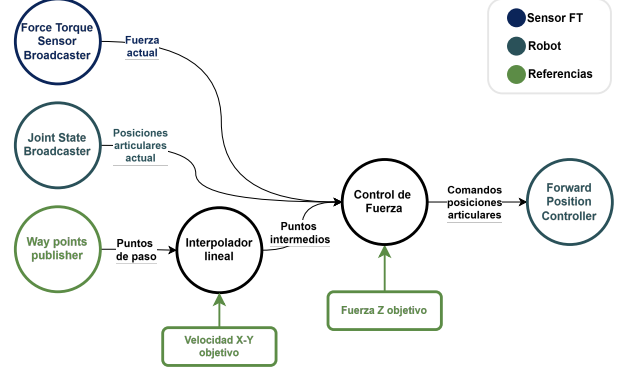 Force Torque
Sensor
Broadcaster
Fuerza
actual
Sensor FT
Robot
Referencias
Joint State
Broadcaster
Posiciones
articulares
actual
Control de
Fuerza
Comandos
posiciones
articulares
Forward
Position
Controller
Way points
publisher
Puntos
de paso
Interpolador
lineal
Puntos
intermedios
Velocidad X-Y
objetivo
Fuerza Z objetivo